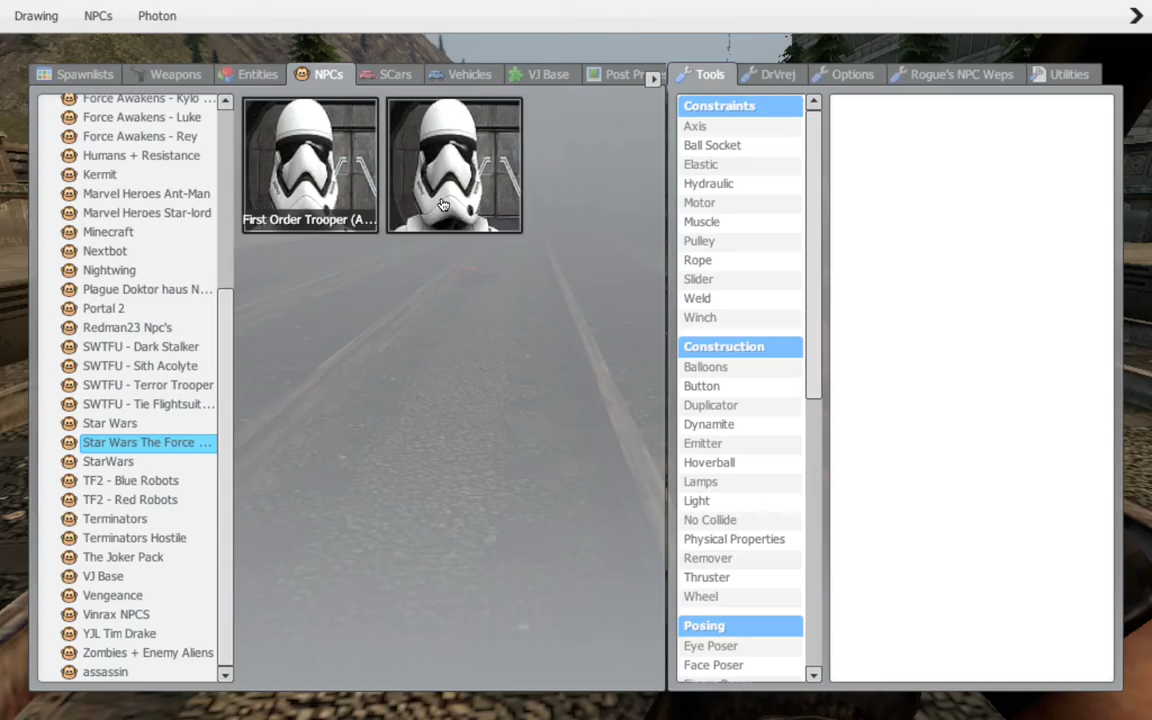 Drawing NPCs Photon
Spawnlists Weapons Entities NPCs SCars Vehicles VJ Base Post Pr
Tools DrVrej Options Rogue's NPC Weps Utilities
Force Awakens - Kylo ...
Force Awakens - Luke
Force Awakens - Rey
Humans + Resistance
Kermit
Marvel Heroes Ant-Man
Marvel Heroes Star-lord
Minecraft
Nextbot
Nightwing
Plague Doktor haus N...
Portal 2
Redman23 Npc's
SWTFU - Dark Stalker
SWTFU - Sith Acolyte
SWTFU - Terror Trooper
SWTFU - Tie Flightsuit...
Star Wars
Star Wars The Force ...
StarWars
TF2 - Blue Robots
TF2 - Red Robots
Terminators
Terminators Hostile
The Joker Pack
VJ Base
Vengeance
Vinrax NPCS
YJL Tim Drake
Zombies + Enemy Aliens
assassin
First Order Trooper (A...
Constraints
Axis
Ball Socket
Elastic
Hydraulic
Motor
Muscle
Pulley
Rope
Slider
Weld
Winch
Construction
Balloons
Button
Duplicator
Dynamite
Emitter
Hoverball
Lamps
Light
No Collide
Physical Properties
Remover
Thruster
Wheel
Posing
Eye Poser
Face Poser